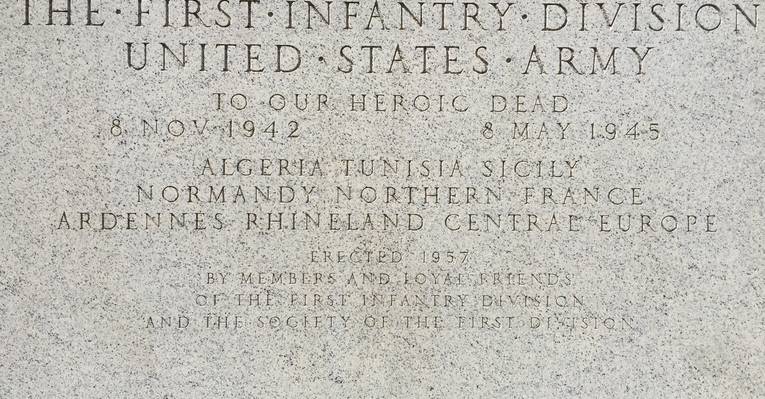 THE·FIRST·INFANTRY·DIVISION
UNITED·STATES·ARMY
TO OUR HEROIC DEAD
8 NOV 1942 8 MAY 1945
ALGERIA TUNISIA SICILY
NORMANDY NORTHERN FRANCE
ARDENNES RHINELAND CENTRAL EUROPE
ERECTED 1957
BY MEMBERS AND LOYAL FRIENDS
OF THE FIRST INFANTRY DIVISION
AND THE SOCIETY OF THE FIRST DIVISION